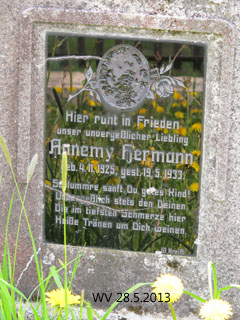 Hier ruht in Frieden
unser unvergeßlicher Liebling
Annemy Hermann
geb. 4.11.1925, gest. 19.5.1933.
Schlummre sanft Du gutes Kind
Dich stets den Deinen
Die im tiefsten Schmerze hier
Heiße Tränen um Dich weinen.
WV 28.5.2013